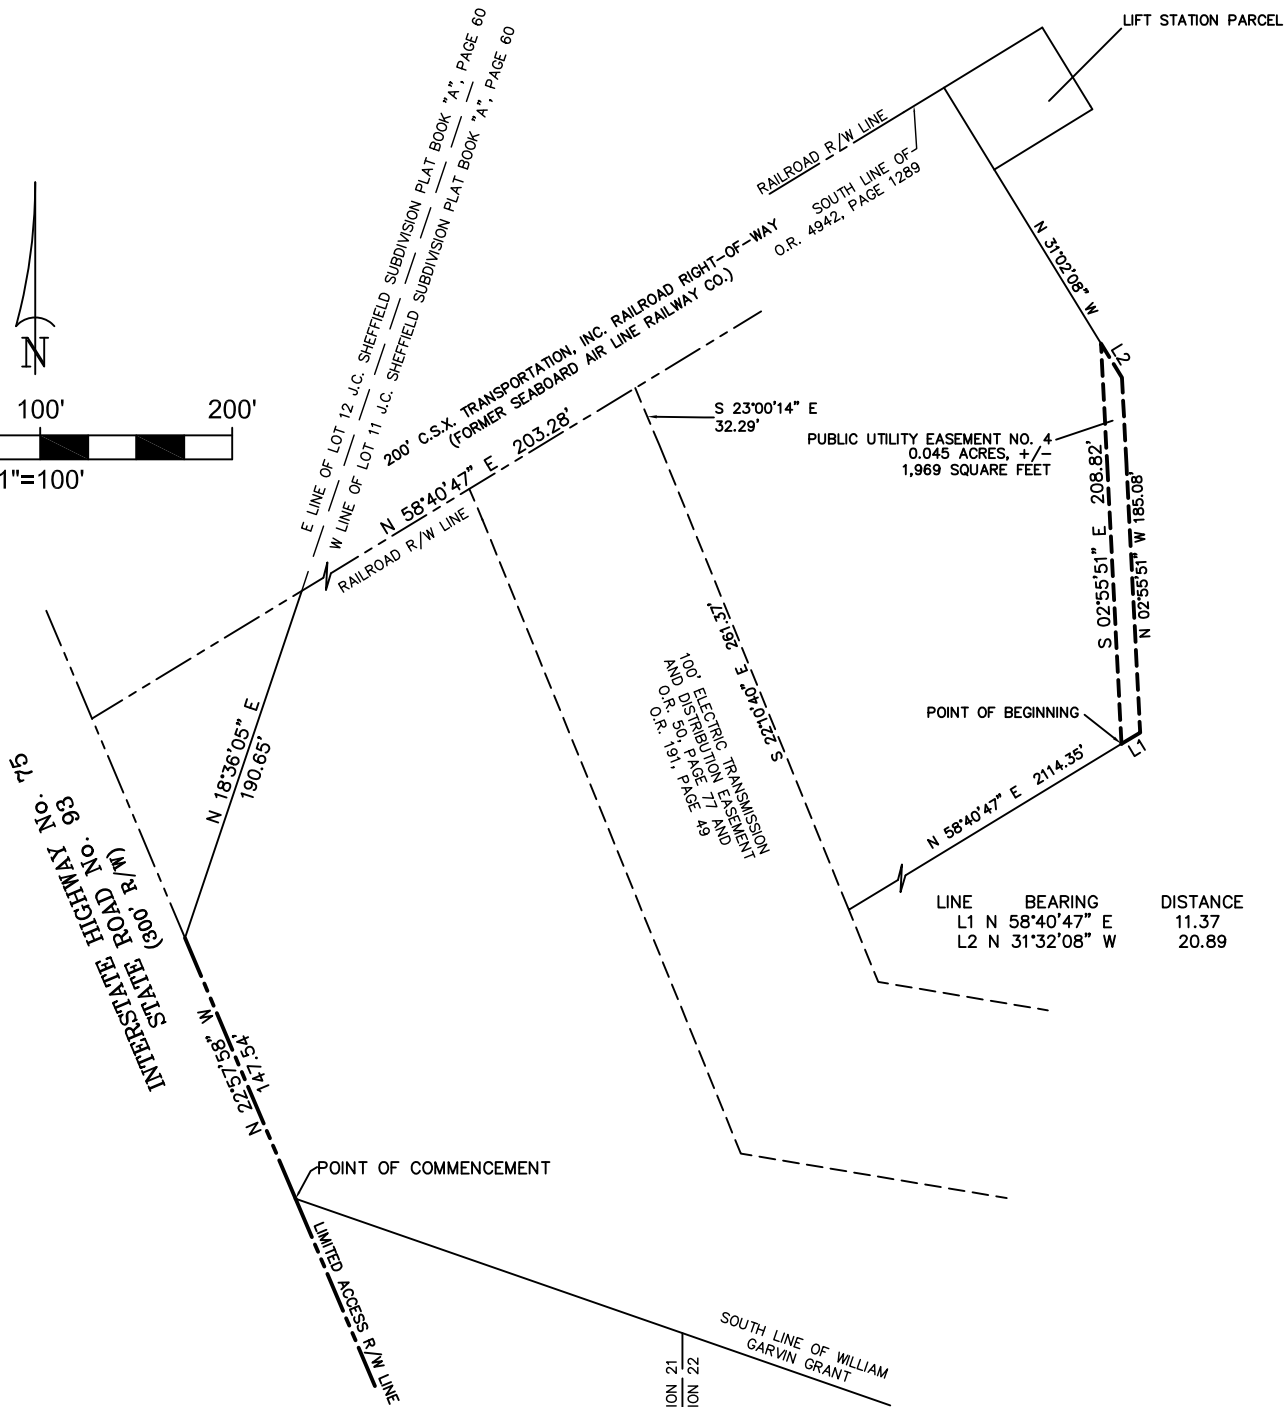 LIFT STATION PARCEL
E LINE OF LOT 12 J.C. SHEFFIELD SUBDIVISION PLAT BOOK "A", PAGE 60
W LINE OF LOT 11 J.C. SHEFFIELD SUBDIVISION PLAT BOOK "A", PAGE 60
RAILROAD R/W LINE
SOUTH LINE OF
O.R. 4942, PAGE 1289
200' C.S.X. TRANSPORTATION, INC. RAILROAD RIGHT-OF-WAY
(FORMER SEABOARD AIR LINE RAILWAY CO.)
N
100' 200'
1"=100'
N 31°02'08" W
L2
S 23°00'14" E
32.29'
PUBLIC UTILITY EASEMENT NO. 4
0.045 ACRES, +/-
1,969 SQUARE FEET
N 58°40'47" E 203.28'
RAILROAD R/W LINE
S 02°55'51" E 208.82'
N 02°55'51" W 185.08'
S 22°10'40" E 261.37'
100' ELECTRIC TRANSMISSION
AND DISTRIBUTION EASEMENT
O.R. 50, PAGE 77 AND
O.R. 191, PAGE 49
POINT OF BEGINNING
L1
N 58°40'47" E 2114.35'
N 18°36'05" E
190.65'
INTERSTATE HIGHWAY No. 75
STATE ROAD No. 93
(300' R/W)
LINE BEARING DISTANCE
L1 N 58°40'47" E 11.37
L2 N 31°32'08" W 20.89
N 22°57'58" W
147.54'
POINT OF COMMENCEMENT
LIMITED ACCESS R/W LINE
SOUTH LINE OF WILLIAM
GARVIN GRANT
ION 21
ION 22